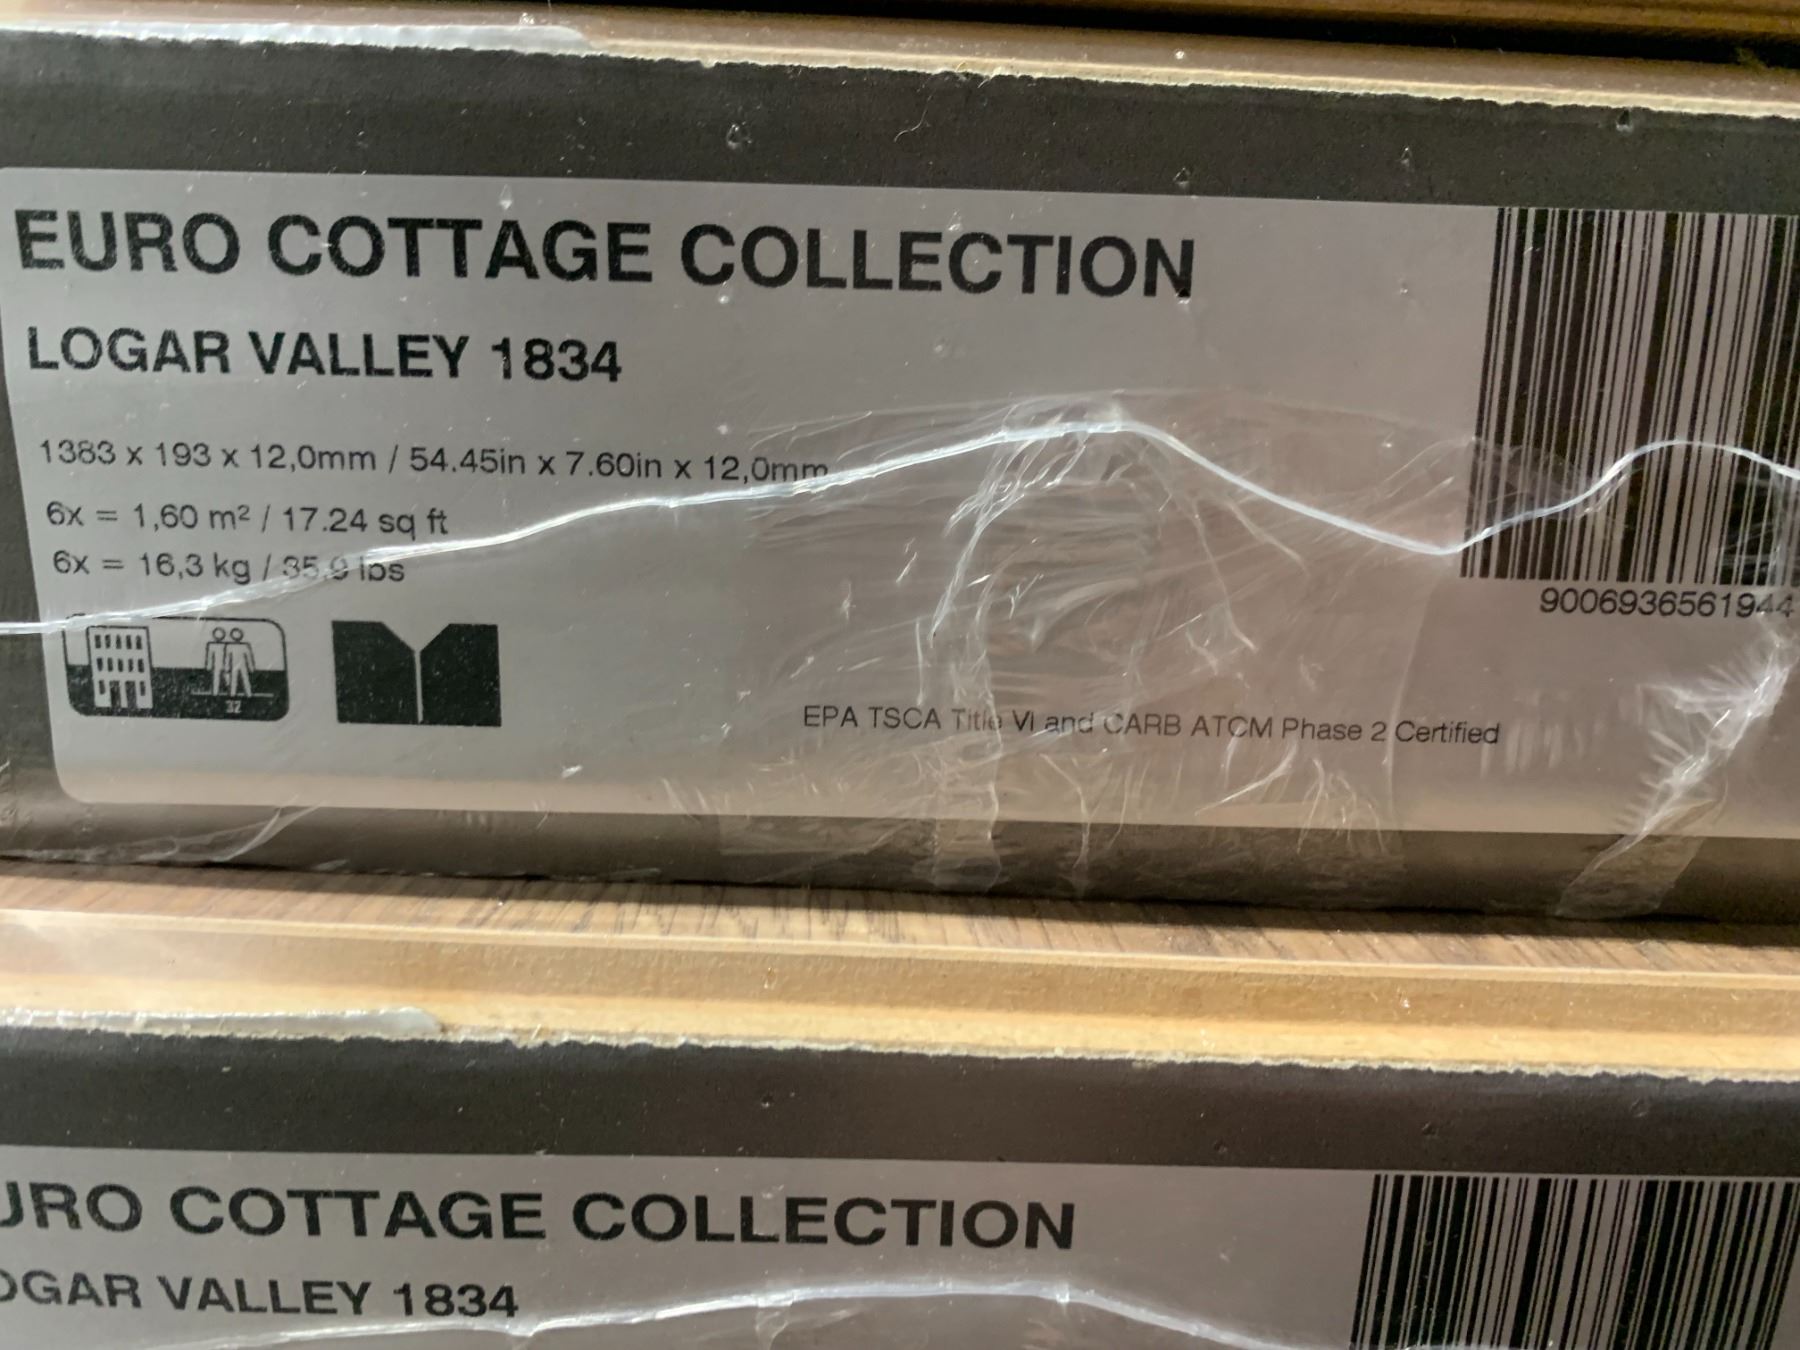 EURO COTTAGE COLLECTION
LOGAR VALLEY 1834
1383 x 193 x 12,0mm / 54.45in x 7.60in x 12,0mm
6x = 1,60 m² / 17.24 sq ft
6x = 16,3 kg / 35,9 lbs
32
9006936561944
EPA TSCA Title VI and CARB ATCM Phase 2 Certified
URO COTTAGE COLLECTION
OGAR VALLEY 1834